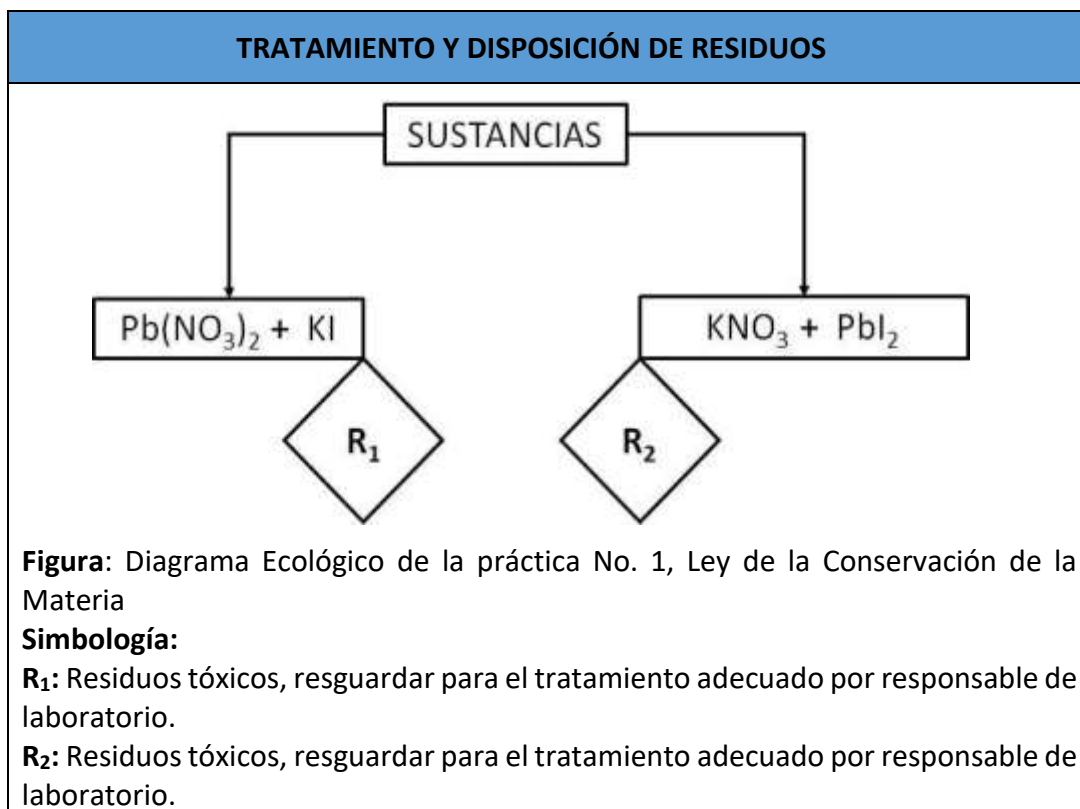 TRATAMIENTO Y DISPOSICIÓN DE RESIDUOS
SUSTANCIAS
Pb(NO₃)₂ + KI
KNO₃ + PbI₂
R₁
R₂
Figura: Diagrama Ecológico de la práctica No. 1, Ley de la Conservación de la
Materia
Simbología:
R₁: Residuos tóxicos, resguardar para el tratamiento adecuado por responsable de
laboratorio.
R₂: Residuos tóxicos, resguardar para el tratamiento adecuado por responsable de
laboratorio.